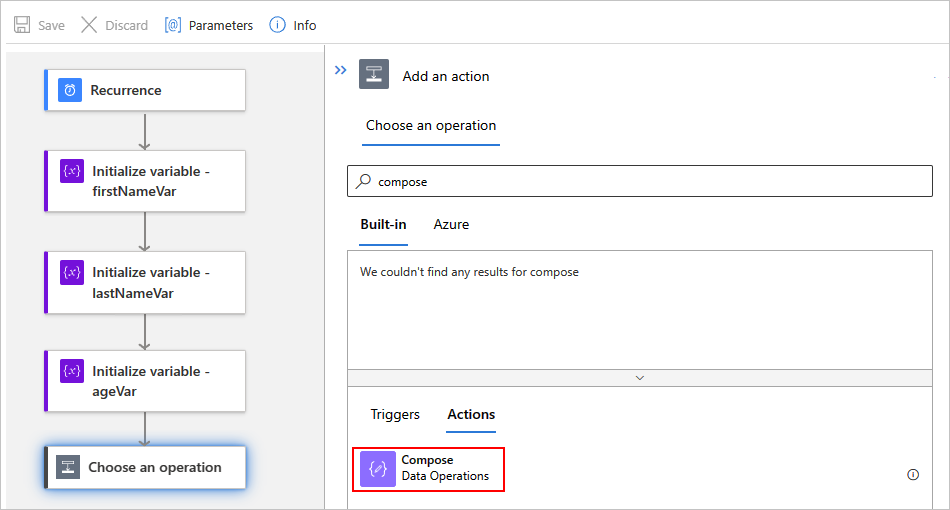 Save Discard [@] Parameters Info
Recurrence
{x} Initialize variable -
firstNameVar
{x} Initialize variable -
lastNameVar
{x} Initialize variable -
ageVar
Choose an operation
Add an action
Choose an operation
compose
Built-in Azure
We couldn't find any results for compose
Triggers Actions
Compose
Data Operations